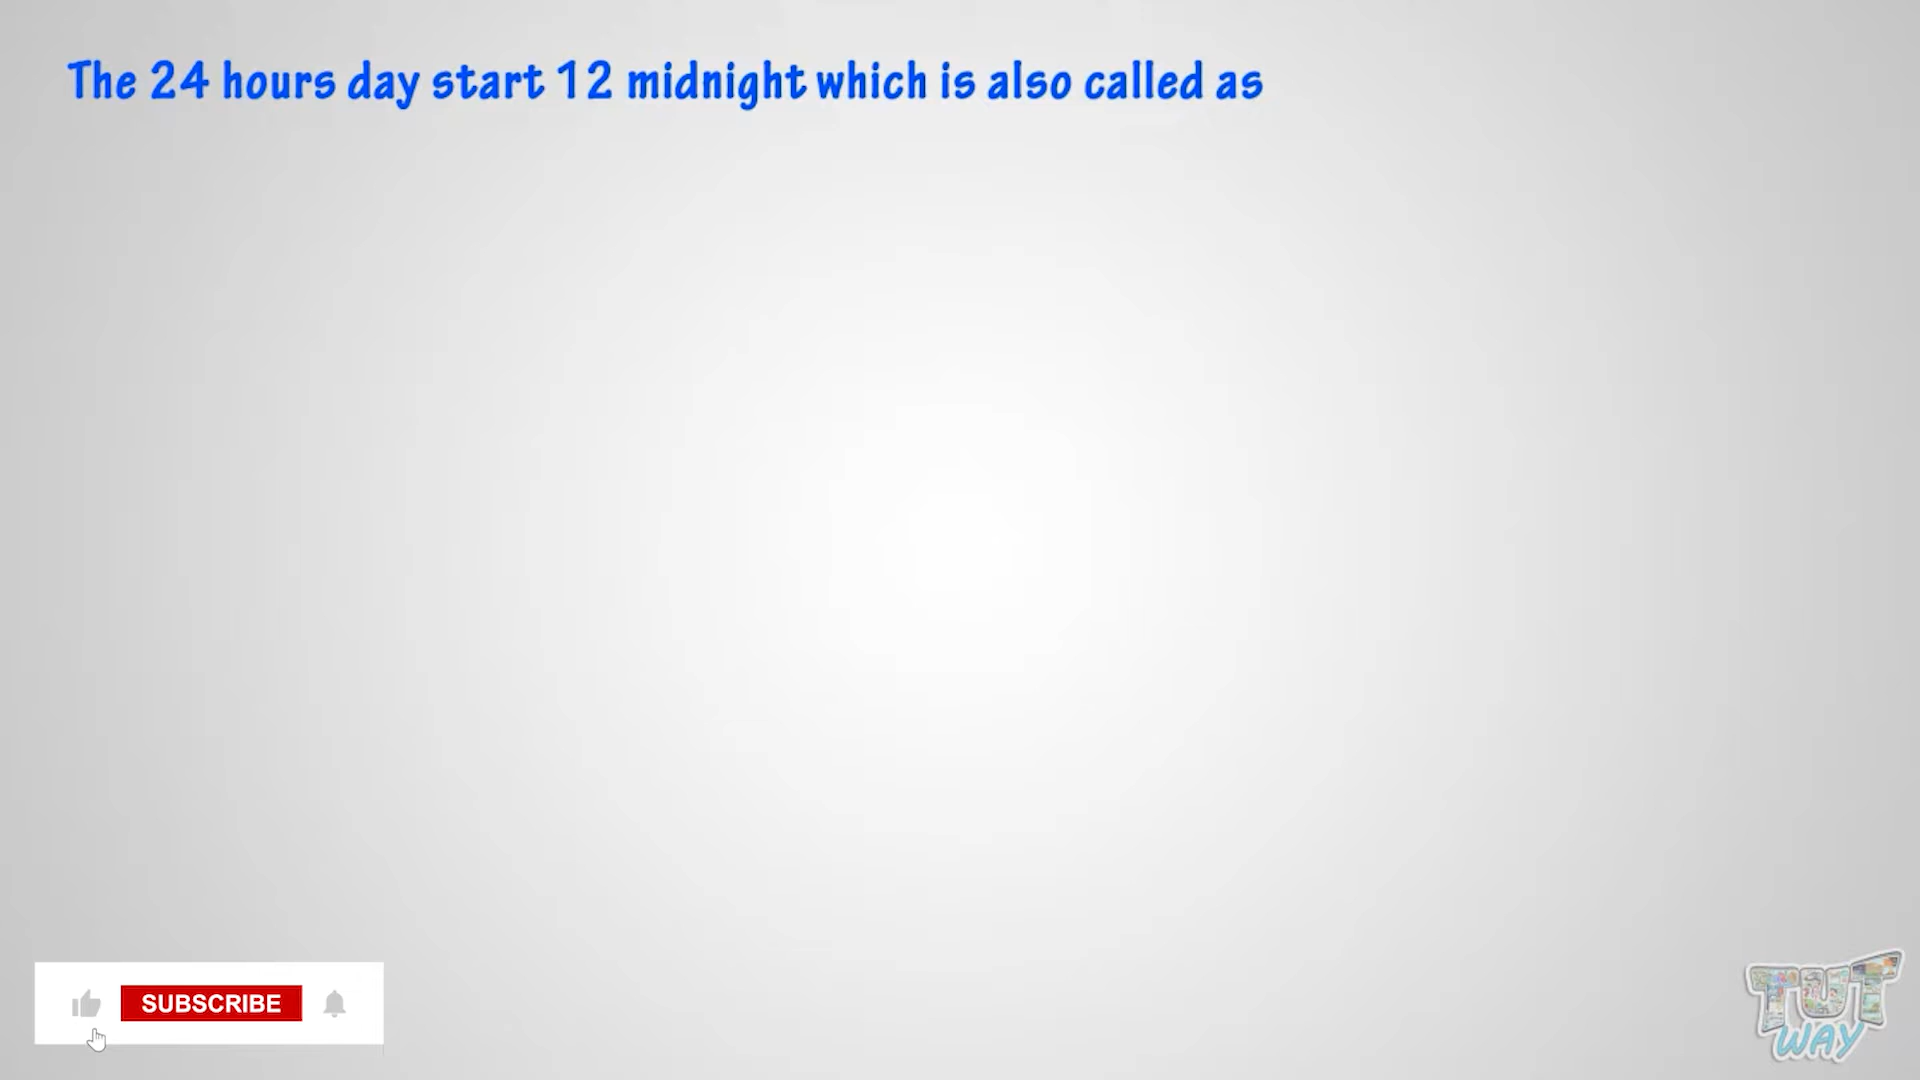 The 24 hours day start 12 midnight which is also called as
SUBSCRIBE
TUT
WAY